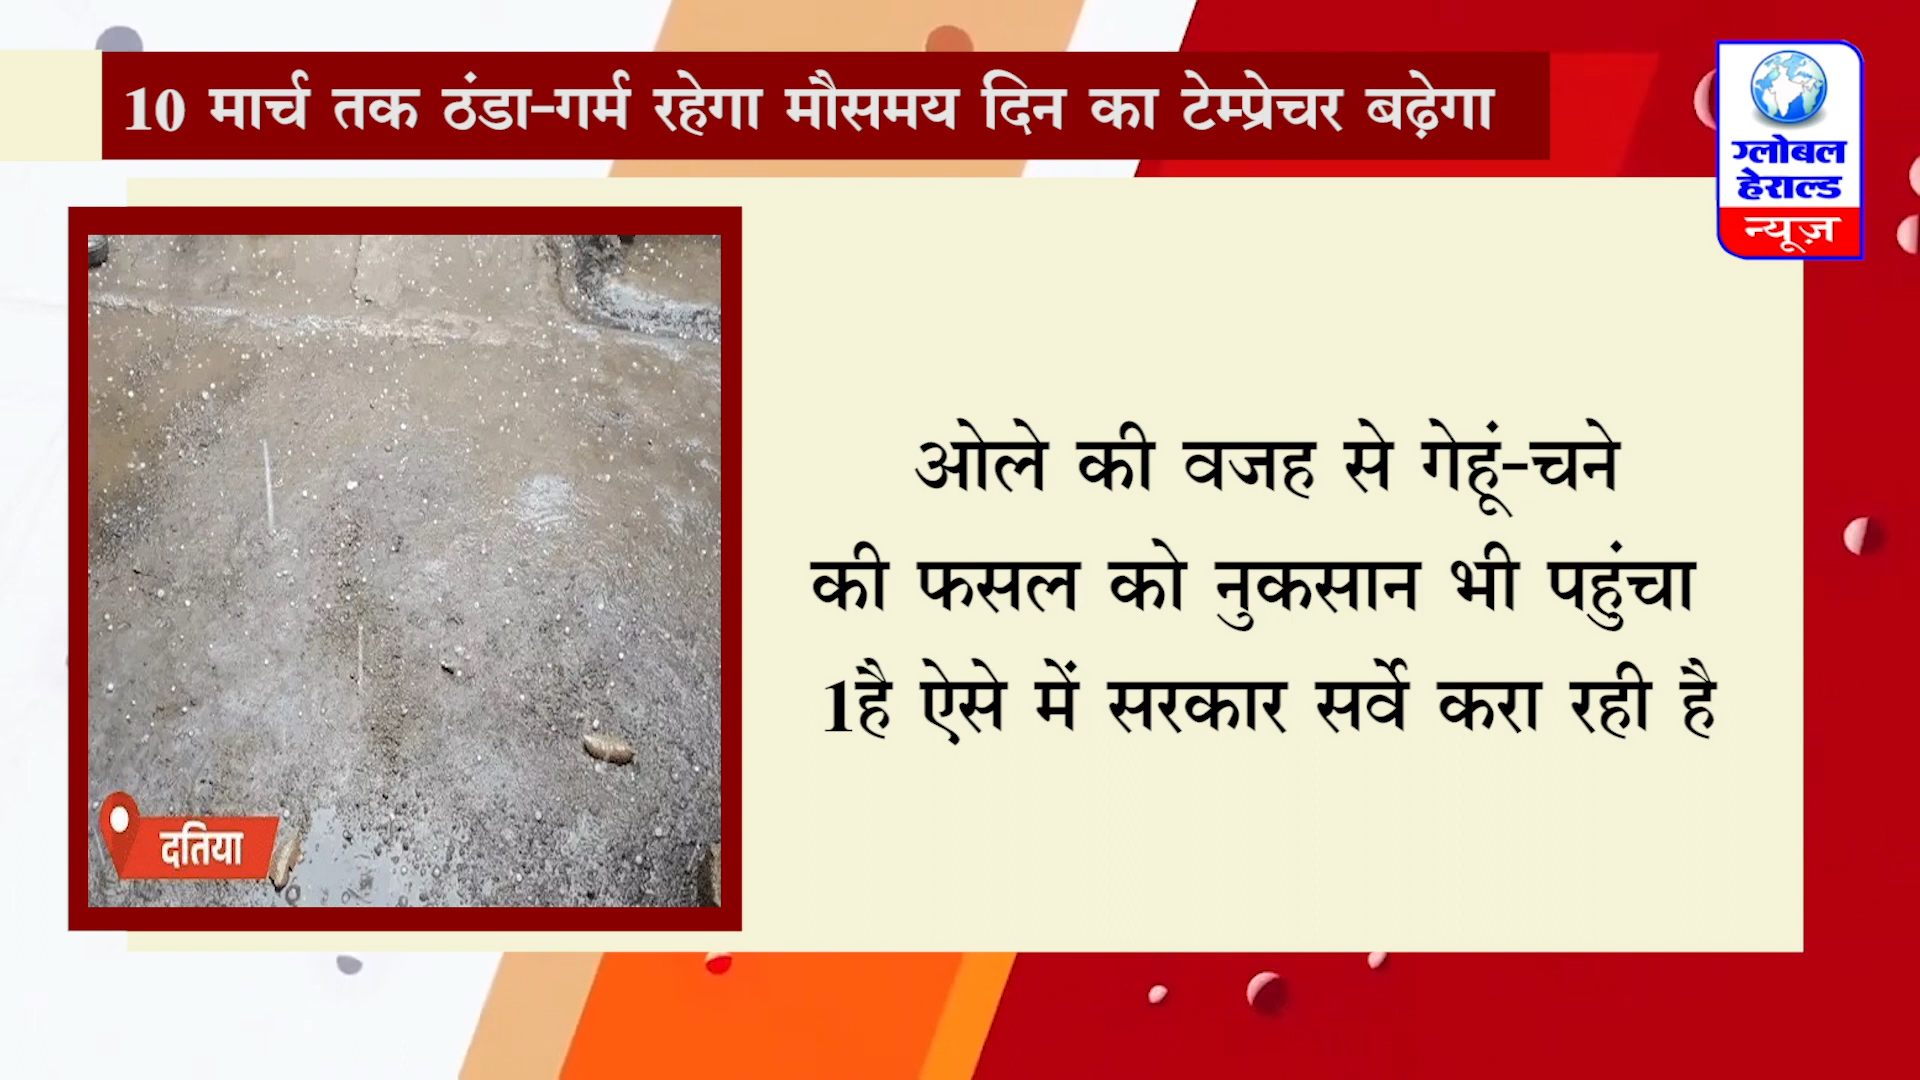 10 मार्च तक ठंडा-गर्म रहेगा मौसमय दिन का टेम्प्रेचर बढ़ेगा
ग्लोबल
हेराल्ड
न्यूज़
ओले की वजह से गेहूं-चने
की फसल को नुकसान भी पहुंचा
1है ऐसे में सरकार सर्वे करा रही है
दतिया